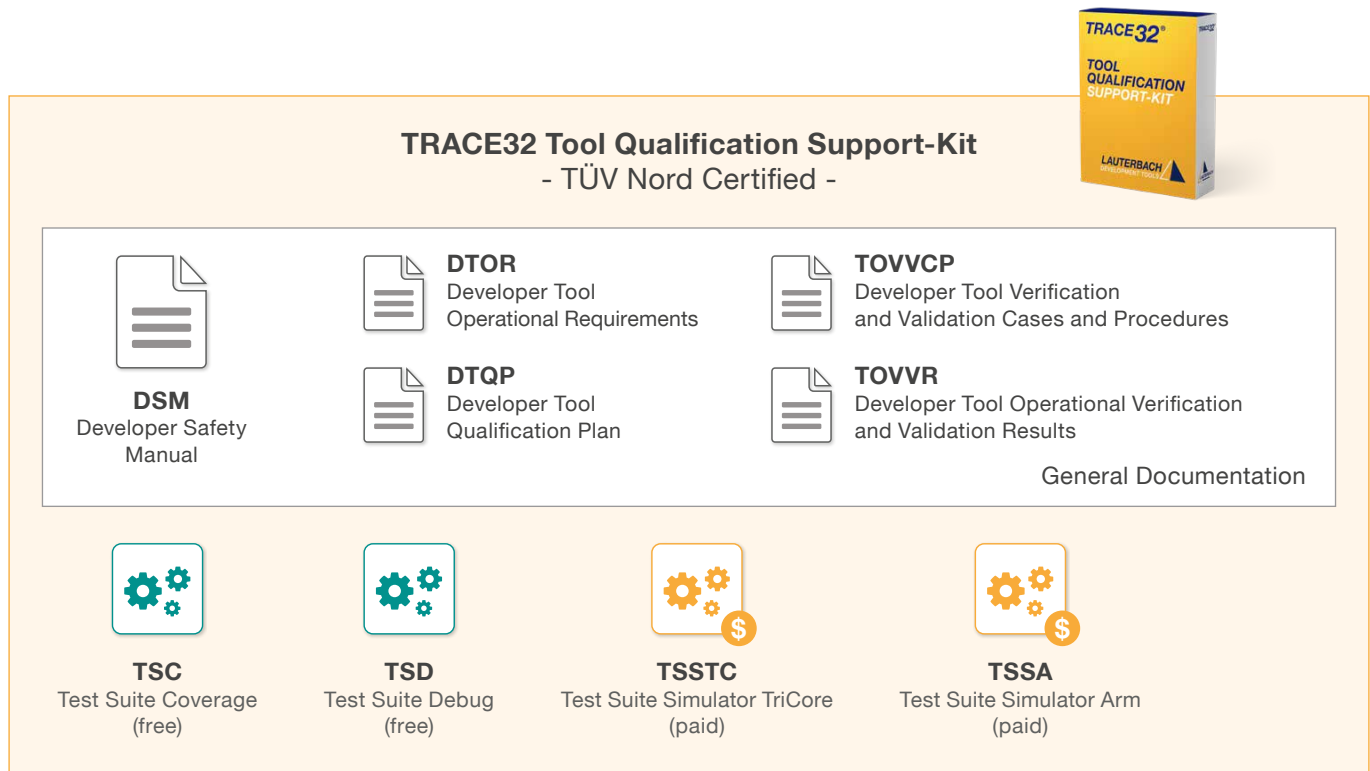 TRACE32®
TOOL
QUALIFICATION
SUPPORT-KIT
LAUTERBACH
DEVELOPMENT TOOLS
TRACE32®
TRACE32 Tool Qualification Support-Kit
- TÜV Nord Certified -
DSM
Developer Safety
Manual
DTOR
Developer Tool
Operational Requirements
DTQP
Developer Tool
Qualification Plan
TOVVCP
Developer Tool Verification
and Validation Cases and Procedures
TOVVR
Developer Tool Operational Verification
and Validation Results
General Documentation
TSC
Test Suite Coverage
(free)
TSD
Test Suite Debug
(free)
$
TSSTC
Test Suite Simulator TriCore
(paid)
$
TSSA
Test Suite Simulator Arm
(paid)